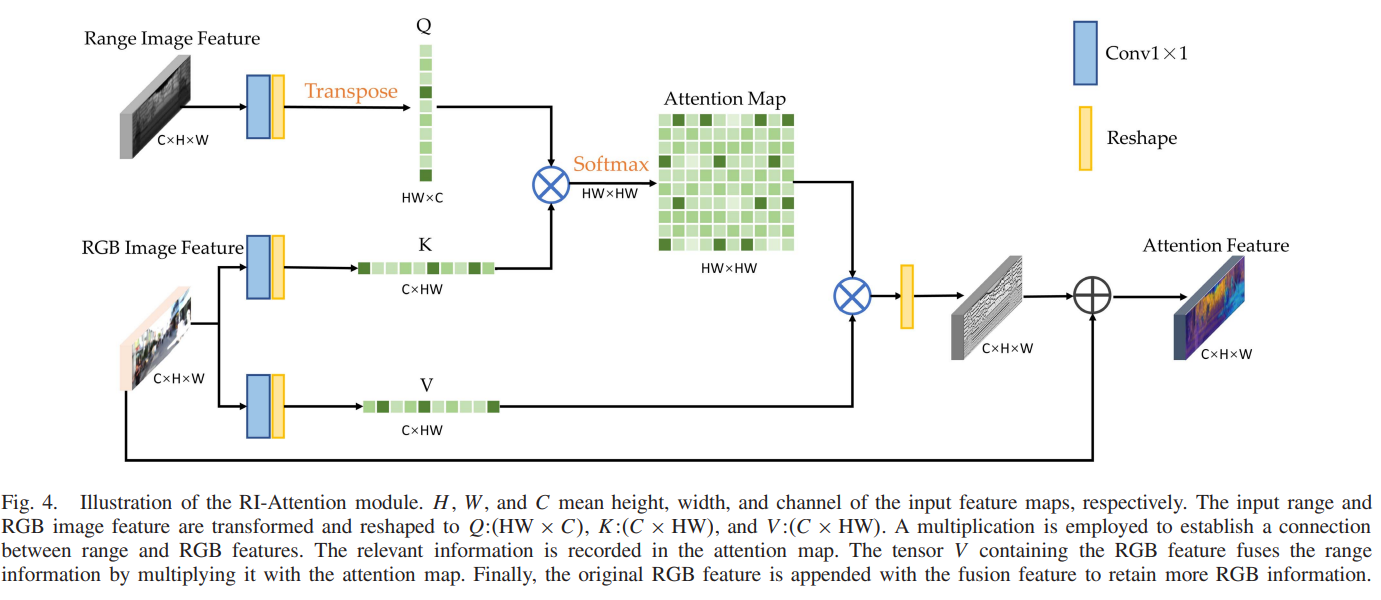 Range Image Feature
C×H×W
Transpose
Q
HW×C
RGB Image Feature
C×H×W
K
C×HW
V
C×HW
Softmax
HW×HW
Attention Map
HW×HW
C×H×W
Attention Feature
C×H×W
Conv1×1
Reshape
Fig. 4. Illustration of the RI-Attention module. H, W, and C mean height, width, and channel of the input feature maps, respectively. The input range and
RGB image feature are transformed and reshaped to Q:(HW × C), K:(C × HW), and V:(C × HW). A multiplication is employed to establish a connection
between range and RGB features. The relevant information is recorded in the attention map. The tensor V containing the RGB feature fuses the range
information by multiplying it with the attention map. Finally, the original RGB feature is appended with the fusion feature to retain more RGB information.